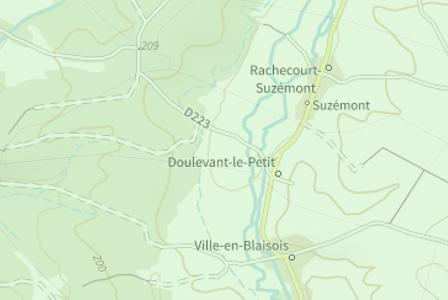 209
Rachecourt-
Suzémont
Suzémont
D223
Doulevant-le-Petit
Ville-en-Blaisois
200